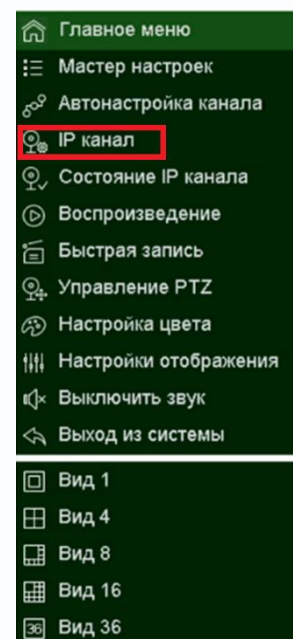 Главное меню
Мастер настроек
Автонастройка канала
IP канал
Состояние IP канала
Воспроизведение
Быстрая запись
Управление PTZ
Настройка цвета
Настройки отображения
Выключить звук
Выход из системы
Вид 1
Вид 4
Вид 8
Вид 16
36 Вид 36